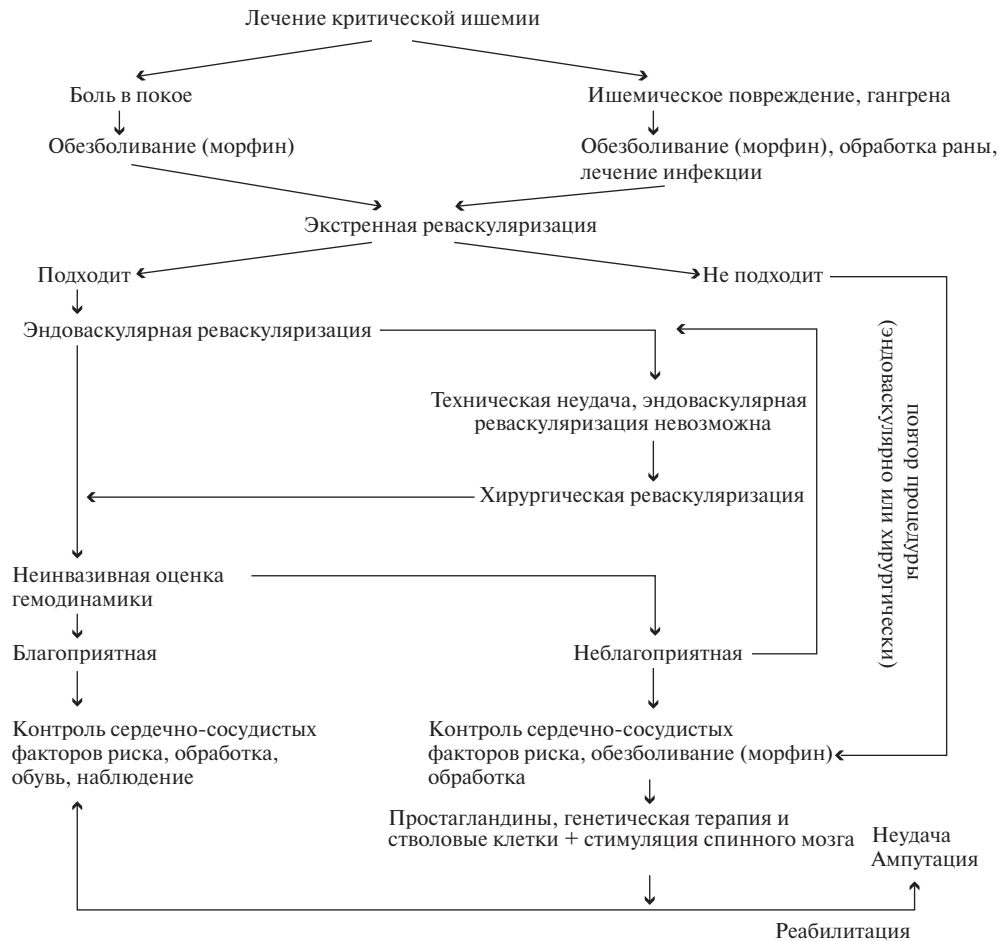 Лечение критической ишемии
Боль в покое
Ишемическое повреждение, гангрена
Обезболивание (морфин)
Обезболивание (морфин), обработка раны,
лечение инфекции
Экстренная реваскуляризация
Подходит
Не подходит
Эндоваскулярная реваскуляризация
повтор процедуры
(эндоваскулярно или хирургически)
Техническая неудача, эндоваскулярная
реваскуляризация невозможна
Хирургическая реваскуляризация
Неинвазивная оценка
гемодинамики
Благоприятная
Неблагоприятная
Контроль сердечно-сосудистых
факторов риска, обработка,
обувь, наблюдение
Контроль сердечно-сосудистых
факторов риска, обезболивание (морфин)
обработка
Простагландины, генетическая терапия и
стволовые клетки + стимуляция спинного мозга
Неудача
Ампутация
Реабилитация